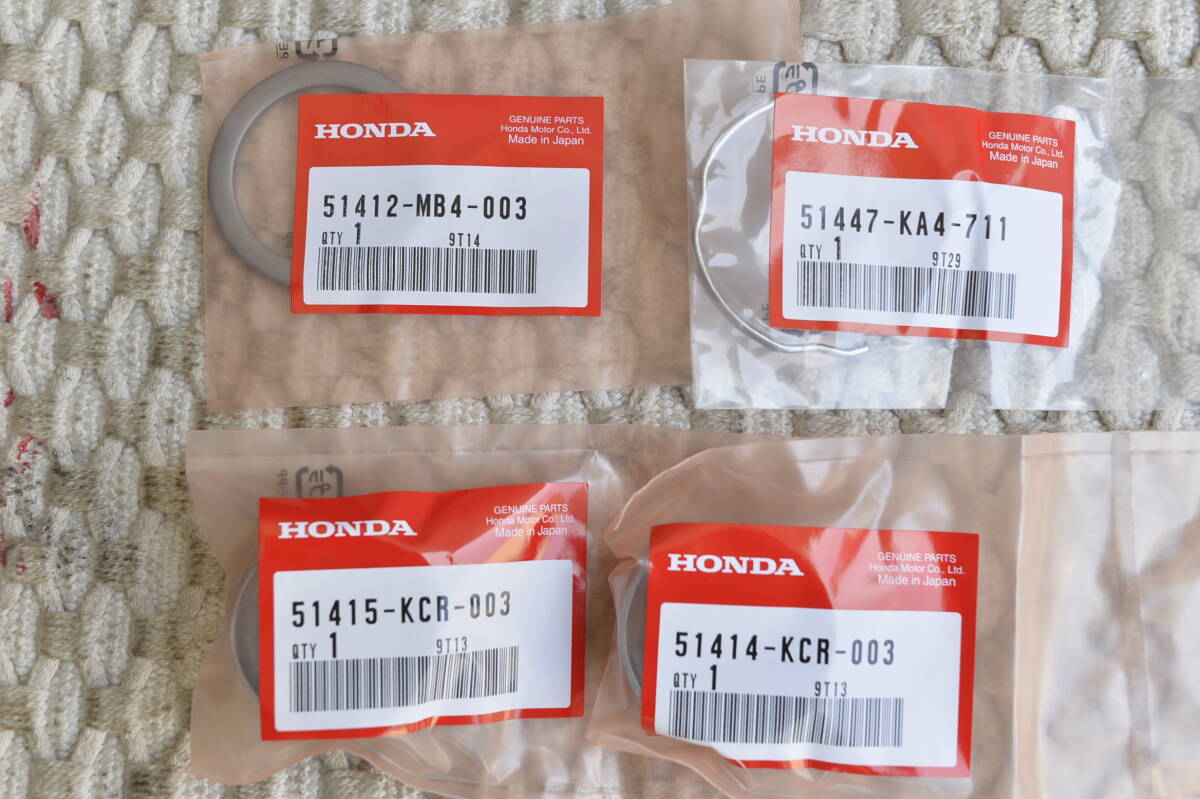 HONDA
GENUINE PARTS
Honda Motor Co., Ltd.
Made in Japan
51412-MB4-003
QTY 1 9T14
HONDA
GENUINE PARTS
Honda Motor Co., Ltd.
Made in Japan
51447-KA4-711
QTY 1 9T29
HONDA
GENUINE PARTS
Honda Motor Co., Ltd.
Made in Japan
51415-KCR-003
QTY 1 9T13
HONDA
GENUINE PARTS
Honda Motor Co., Ltd.
Made in Japan
51414-KCR-003
QTY 1 9T13